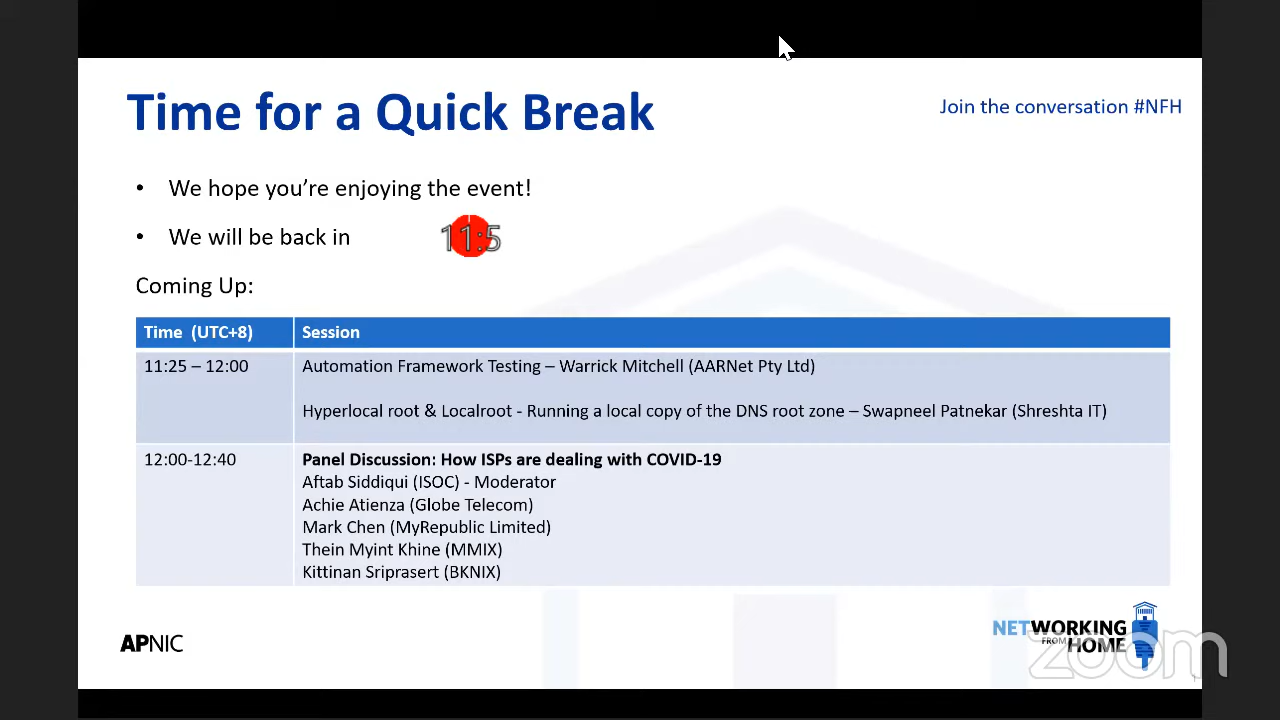 Time for a Quick Break
Join the conversation #NFH
• We hope you’re enjoying the event!
• We will be back in 11:5
Coming Up:
Time (UTC+8) Session
11:25 – 12:00 Automation Framework Testing – Warrick Mitchell (AARNet Pty Ltd)
Hyperlocal root & Localroot - Running a local copy of the DNS root zone – Swapneel Patnekar (Shreshta IT)
12:00-12:40 Panel Discussion: How ISPs are dealing with COVID-19
Aftab Siddiqui (ISOC) - Moderator
Achie Atienza (Globe Telecom)
Mark Chen (MyRepublic Limited)
Thein Myint Khine (MMIX)
Kittinan Sriprasert (BKNIX)
APNIC
NETWORKING
FROM HOME
zoom